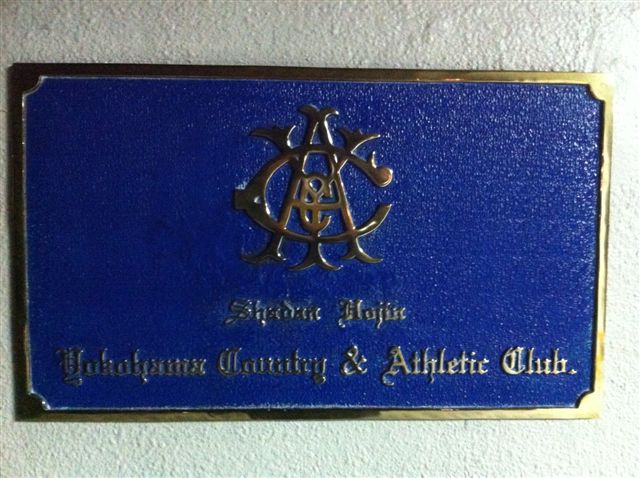 Shadan Hojin
Yokohama Country & Athletic Club.